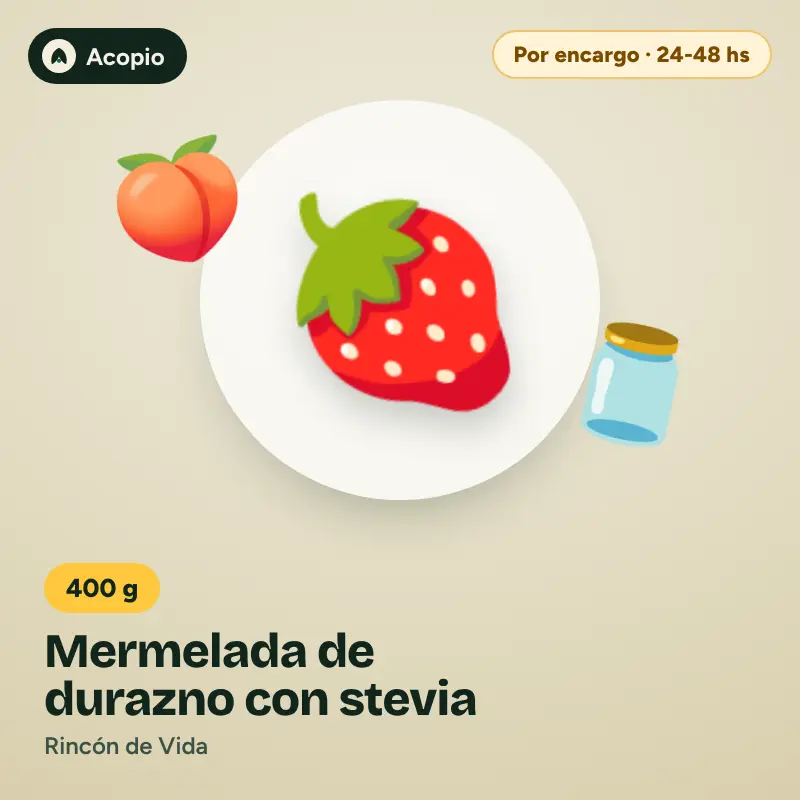 Acopio
Por encargo · 24-48 hs
400 g
Mermelada de
durazno con stevia
Rincón de Vida